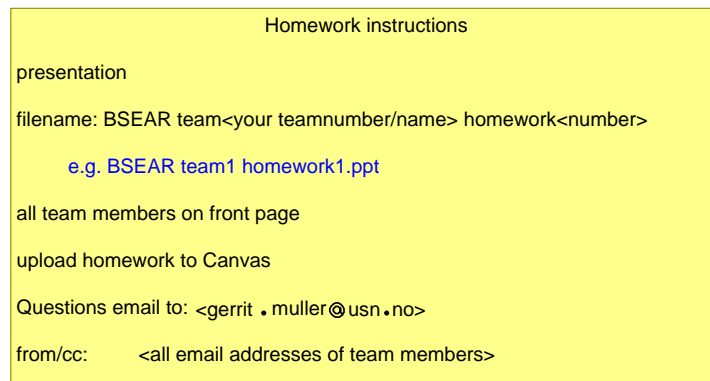 Homework instructions
presentation
filename: BSEAR team<your teamnumber/name> homework<number>
e.g. BSEAR team1 homework1.ppt
all team members on front page
upload homework to Canvas
Questions email to: <gerrit.muller@usn.no>
from/cc: <all email addresses of team members>